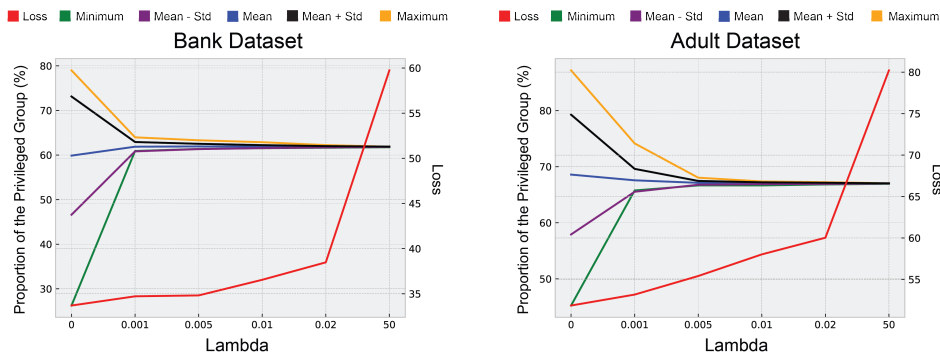 Loss Minimum Mean - Std Mean Mean + Std Maximum
Bank Dataset
Proportion of the Privileged Group (%)
80
70
60
50
40
30
60
55
50
45
40
35
Loss
0 0.001 0.005 0.01 0.02 50
Lambda
Loss Minimum Mean - Std Mean Mean + Std Maximum
Adult Dataset
Proportion of the Privileged Group (%)
80
70
60
50
80
75
70
65
60
55
Loss
0 0.001 0.005 0.01 0.02 50
Lambda